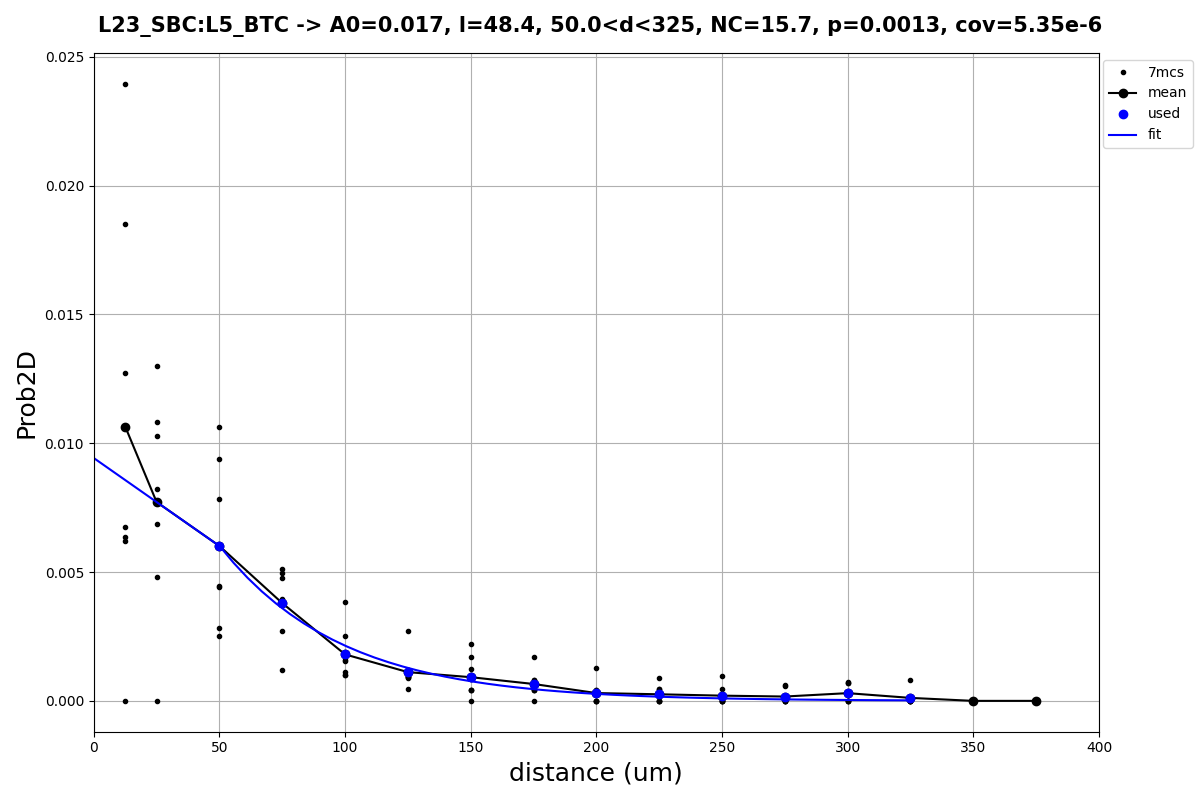 L23_SBC:L5_BTC -> A0=0.017, l=48.4, 50.0<d<325, NC=15.7, p=0.0013, cov=5.35e-6
7mcs
mean
used
fit
Prob2D
0.025
0.020
0.015
0.010
0.005
0.000
0 50 100 150 200 250 300 350 400
distance (um)